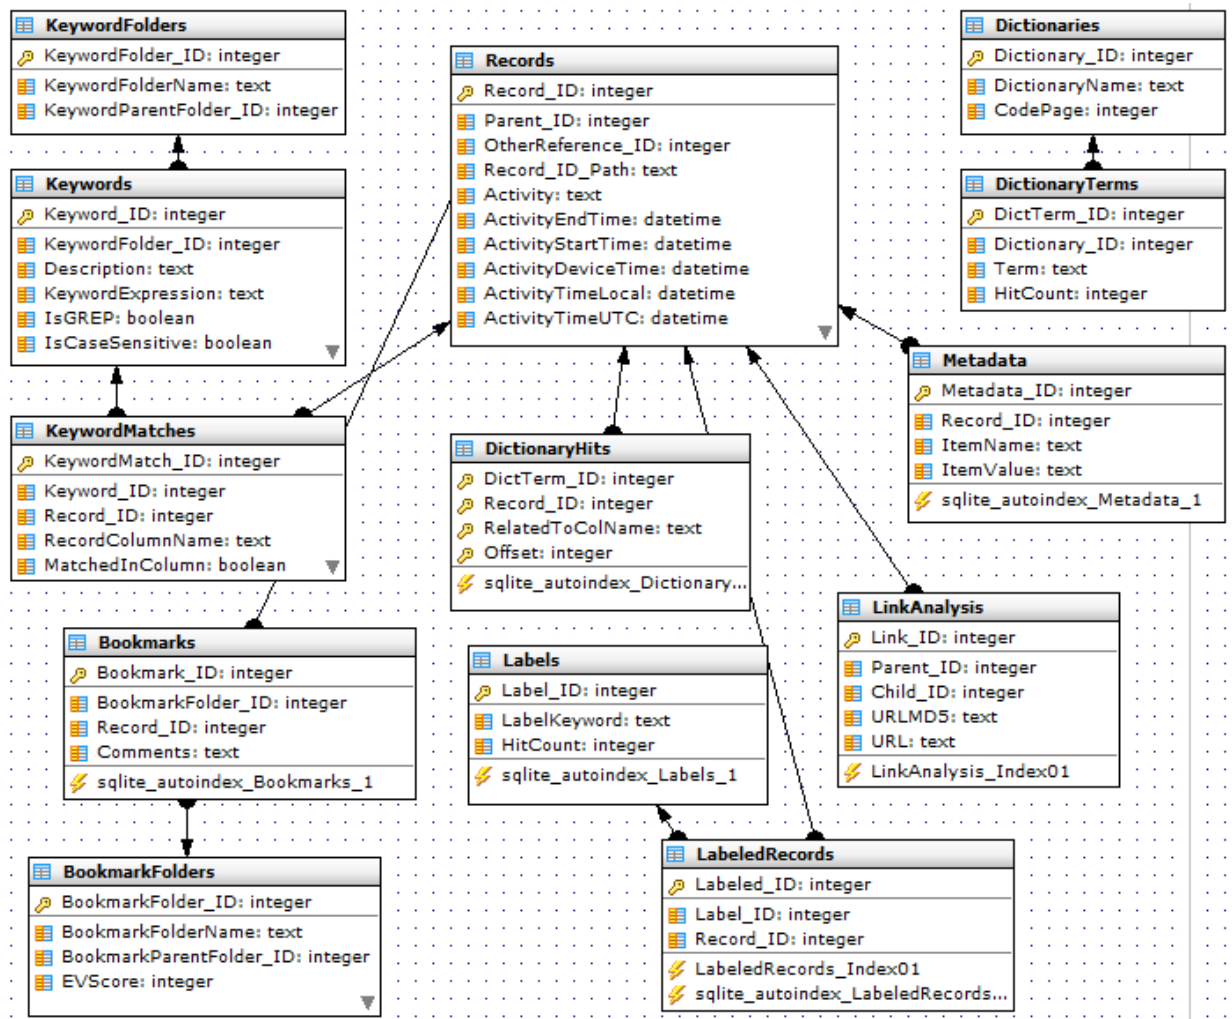 KeywordFolders
KeywordFolder_ID: integer
KeywordFolderName: text
KeywordParentFolder_ID: integer
Keywords
Keyword_ID: integer
KeywordFolder_ID: integer
Description: text
KeywordExpression: text
IsGREP: boolean
IsCaseSensitive: boolean
KeywordMatches
KeywordMatch_ID: integer
Keyword_ID: integer
Record_ID: integer
RecordColumnName: text
MatchedInColumn: boolean
Bookmarks
Bookmark_ID: integer
BookmarkFolder_ID: integer
Record_ID: integer
Comments: text
sqlite_autoindex_Bookmarks_1
BookmarkFolders
BookmarkFolder_ID: integer
BookmarkFolderName: text
BookmarkParentFolder_ID: integer
EVScore: integer
Records
Record_ID: integer
Parent_ID: integer
OtherReference_ID: integer
Record_ID_Path: text
Activity: text
ActivityEndTime: datetime
ActivityStartTime: datetime
ActivityDeviceTime: datetime
ActivityTimeLocal: datetime
ActivityTimeUTC: datetime
DictionaryHits
DictTerm_ID: integer
Record_ID: integer
RelatedToColName: text
Offset: integer
sqlite_autoindex_Dictionary...
Labels
Label_ID: integer
LabelKeyword: text
HitCount: integer
sqlite_autoindex_Labels_1
LabeledRecords
Labeled_ID: integer
Label_ID: integer
Record_ID: integer
LabeledRecords_Index01
sqlite_autoindex_LabeledRecords...
Dictionaries
Dictionary_ID: integer
DictionaryName: text
CodePage: integer
DictionaryTerms
DictTerm_ID: integer
Dictionary_ID: integer
Term: text
HitCount: integer
Metadata
Metadata_ID: integer
Record_ID: integer
ItemName: text
ItemValue: text
sqlite_autoindex_Metadata_1
LinkAnalysis
Link_ID: integer
Parent_ID: integer
Child_ID: integer
URLMD5: text
URL: text
LinkAnalysis_Index01